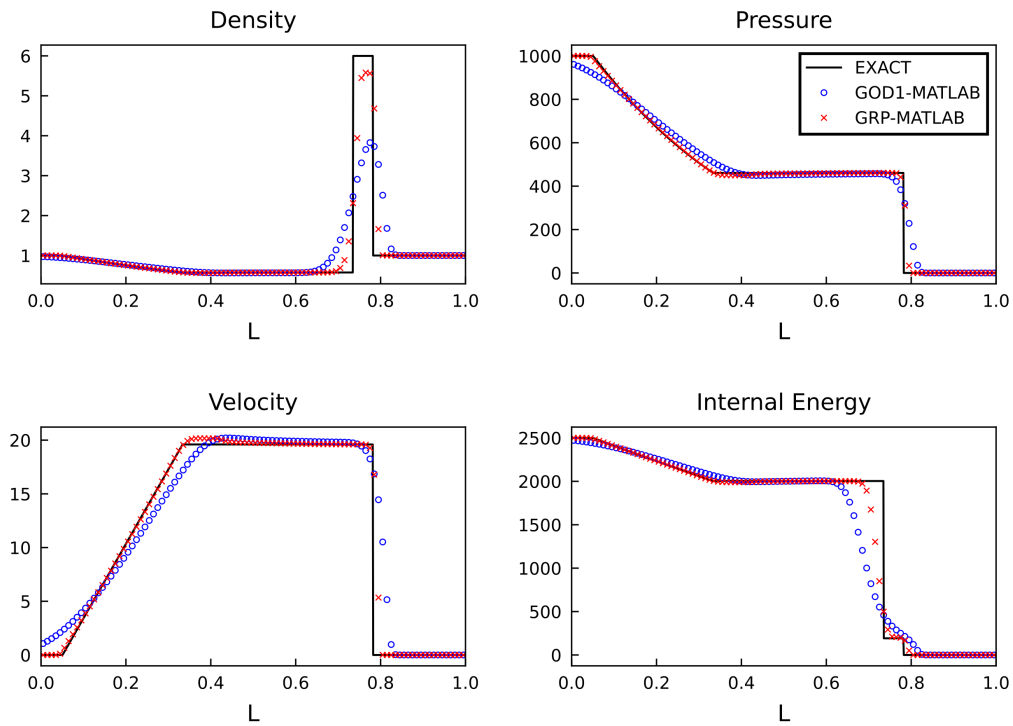 Density
6
5
4
3
2
1
0.0 0.2 0.4 0.6 0.8 1.0
L
Pressure
1000
800
600
400
200
0
0.0 0.2 0.4 0.6 0.8 1.0
L
EXACT
GOD1-MATLAB
GRP-MATLAB
Velocity
20
15
10
5
0
0.0 0.2 0.4 0.6 0.8 1.0
L
Internal Energy
2500
2000
1500
1000
500
0
0.0 0.2 0.4 0.6 0.8 1.0
L